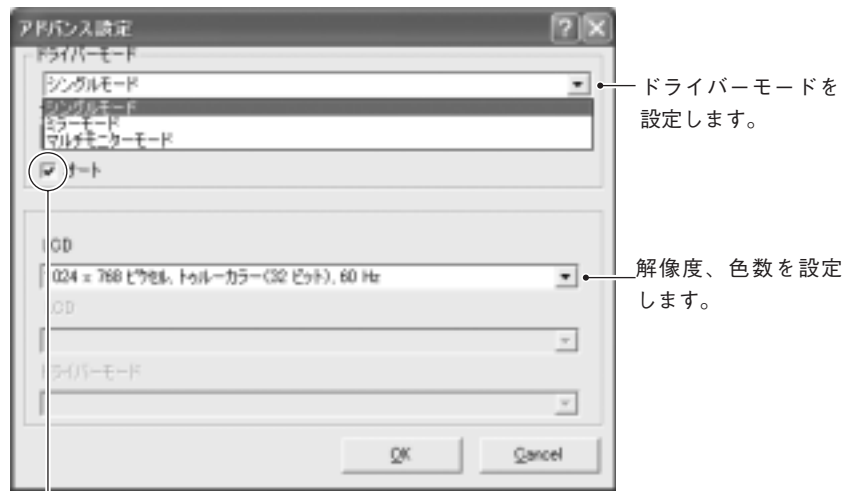 アドバンス設定
ドライバーモード
シングルモード
シングルモード
ミラーモード
マルチモニターモード
オート
LCD
1024 x 768 ピクセル, トゥルーカラー(32 ビット), 60 Hz
LCD
ドライバーモード
OK
Cancel
ドライバーモードを
設定します。
解像度、色数を設定
します。